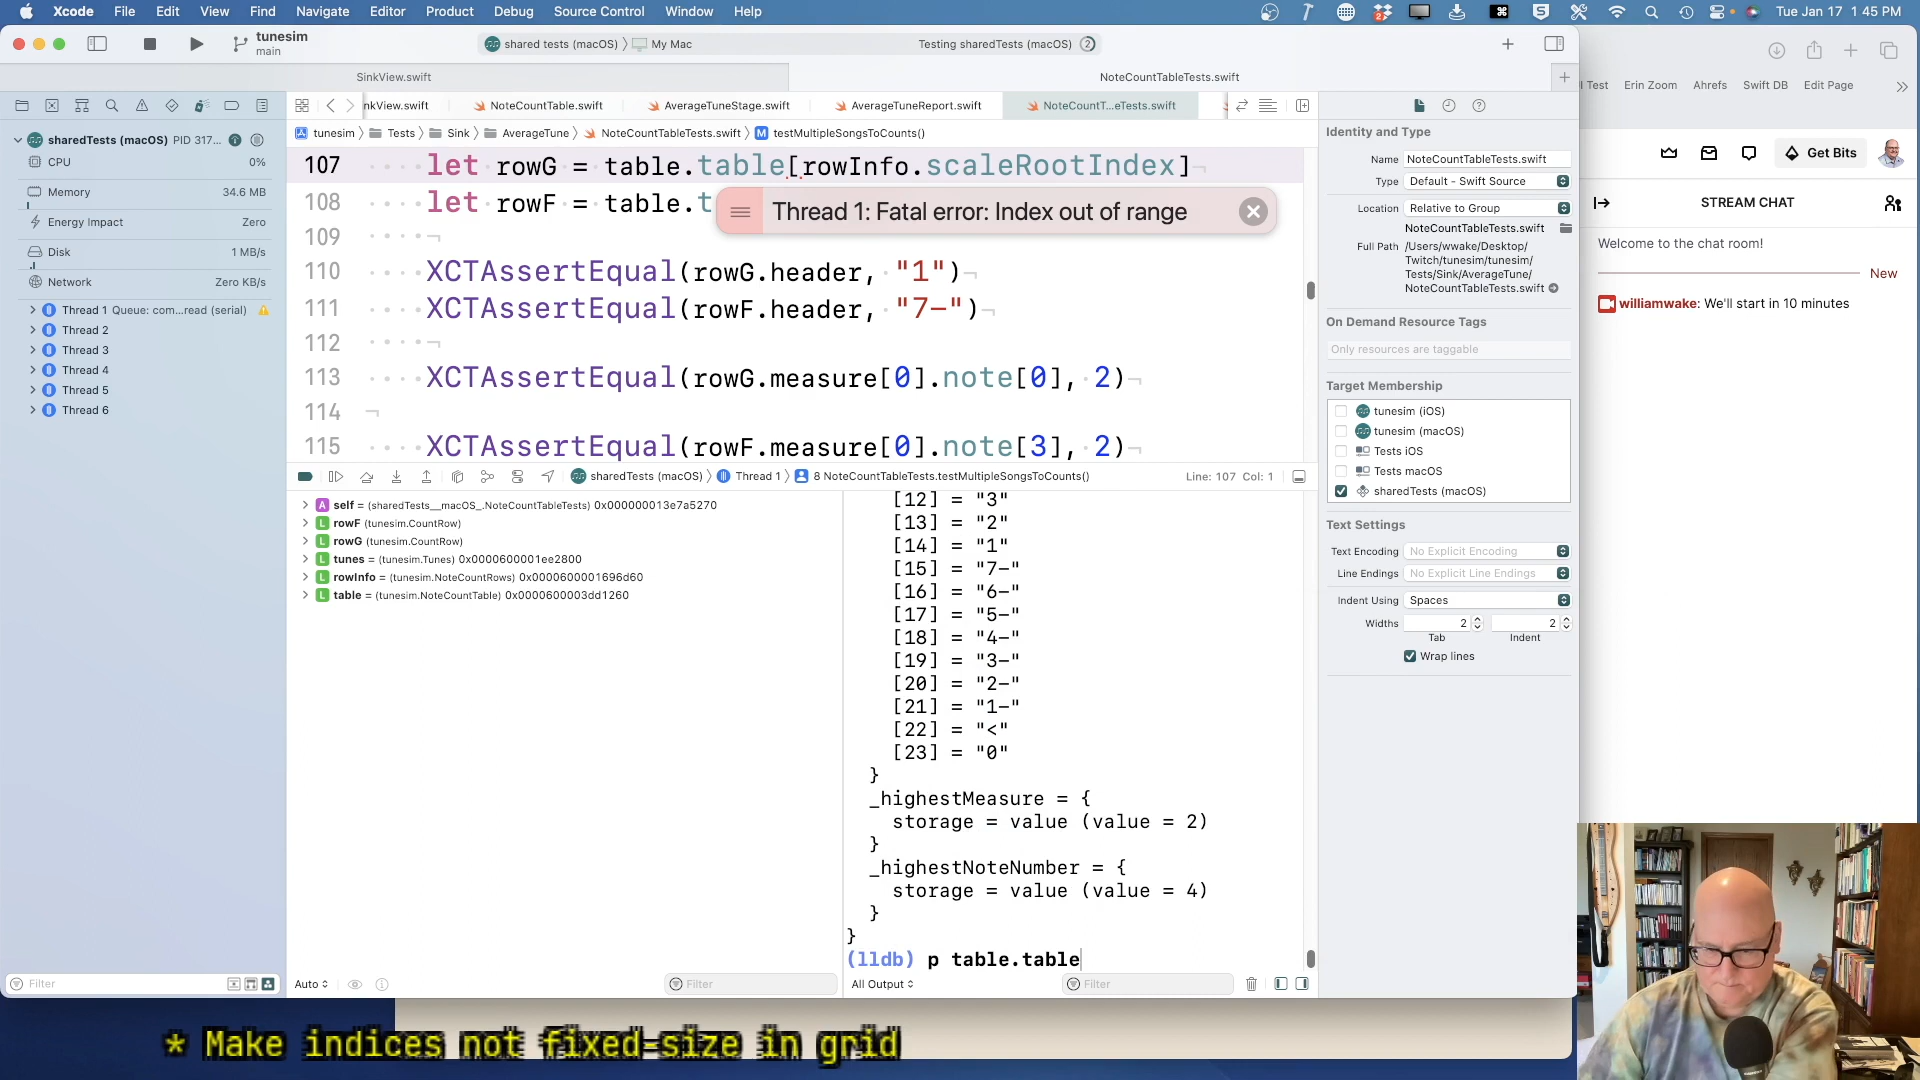 Xcode File Edit View Find Navigate Editor Product Debug Source Control Window Help
Tue Jan 17 1:45 PM
tunesim
main
shared tests (macOS) My Mac
Testing sharedTests (macOS) 2
SinkView.swift
NoteCountTableTests.swift
nkView.swift
NoteCountTable.swift
AverageTuneStage.swift
AverageTuneReport.swift
NoteCountT...eTests.swift
tunesim Tests Sink AverageTune NoteCountTableTests.swift testMultipleSongsToCounts()
sharedTests (macOS) PID 317...
CPU 0%
Memory 34.6 MB
Energy Impact Zero
Disk 1 MB/s
Network Zero KB/s
Thread 1 Queue: com...read (serial)
Thread 2
Thread 3
Thread 4
Thread 5
Thread 6
Filter
107 let rowG = table.table[rowInfo.scaleRootIndex]
108 let rowF = table.t
Thread 1: Fatal error: Index out of range
109
110 XCTAssertEqual(rowG.header, "1")
111 XCTAssertEqual(rowF.header, "7-")
112
113 XCTAssertEqual(rowG.measure[0].note[0], 2)
114
115 XCTAssertEqual(rowF.measure[0].note[3], 2)
sharedTests (macOS) Thread 1 8 NoteCountTableTests.testMultipleSongsToCounts()
Line: 107 Col: 1
A self = (sharedTests__macOS_.NoteCountTableTests) 0x000000013e7a5270
L rowF (tunesim.CountRow)
L rowG (tunesim.CountRow)
L tunes = (tunesim.Tunes) 0x0000600001ee2800
L rowInfo = (tunesim.NoteCountRows) 0x0000600001696d60
L table = (tunesim.NoteCountTable) 0x0000600003dd1260
Auto
Filter
[12] = "3"
[13] = "2"
[14] = "1"
[15] = "7-"
[16] = "6-"
[17] = "5-"
[18] = "4-"
[19] = "3-"
[20] = "2-"
[21] = "1-"
[22] = "<"
[23] = "0"
}
_highestMeasure = {
storage = value (value = 2)
}
_highestNoteNumber = {
storage = value (value = 4)
}
}
(lldb) p table.table
All Output
Filter
Identity and Type
Name NoteCountTableTests.swift
Type Default - Swift Source
Location Relative to Group
NoteCountTableTests.swift
Full Path /Users/wwake/Desktop/
Twitch/tunesim/tunesim/
Tests/Sink/AverageTune/
NoteCountTableTests.swift
On Demand Resource Tags
Only resources are taggable
Target Membership
tunesim (iOS)
tunesim (macOS)
Tests iOS
Tests macOS
sharedTests (macOS)
Text Settings
Text Encoding No Explicit Encoding
Line Endings No Explicit Line Endings
Indent Using Spaces
Widths 2 2
Tab Indent
Wrap lines
l Test Erin Zoom Ahrefs Swift DB Edit Page
Get Bits
STREAM CHAT
Welcome to the chat room!
New
williamwake: We'll start in 10 minutes
* Make indices not fixed-size in grid